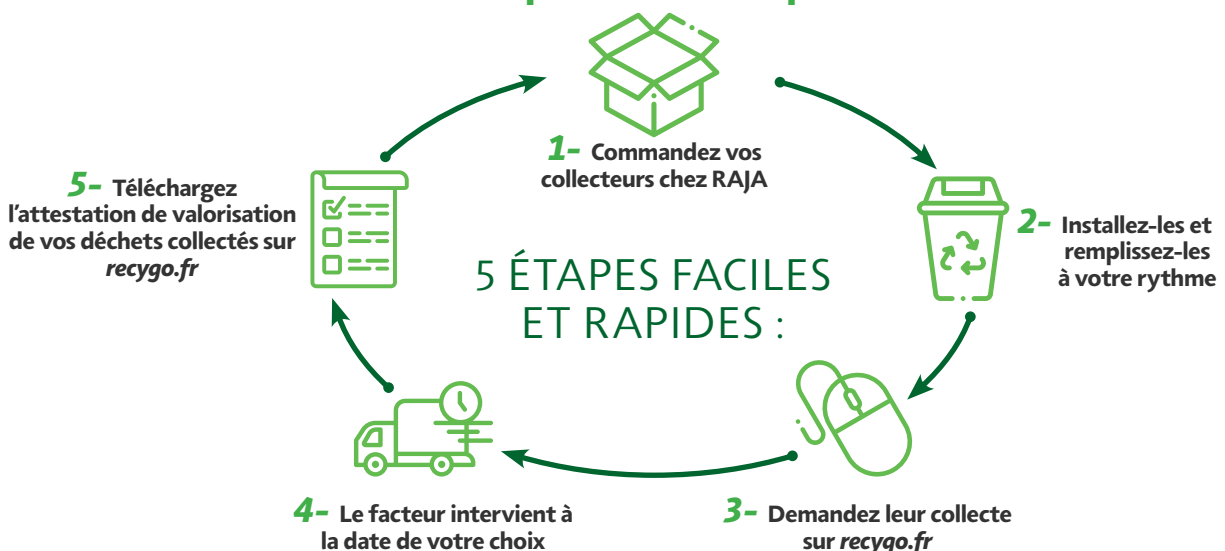 5 ÉTAPES FACILES
ET RAPIDES :
1- Commandez vos
collecteurs chez RAJA
2- Installez-les et
remplissez-les
à votre rythme
3- Demandez leur collecte
sur recygo.fr
4- Le facteur intervient à
la date de votre choix
5- Téléchargez
l'attestation de valorisation
de vos déchets collectés sur
recygo.fr